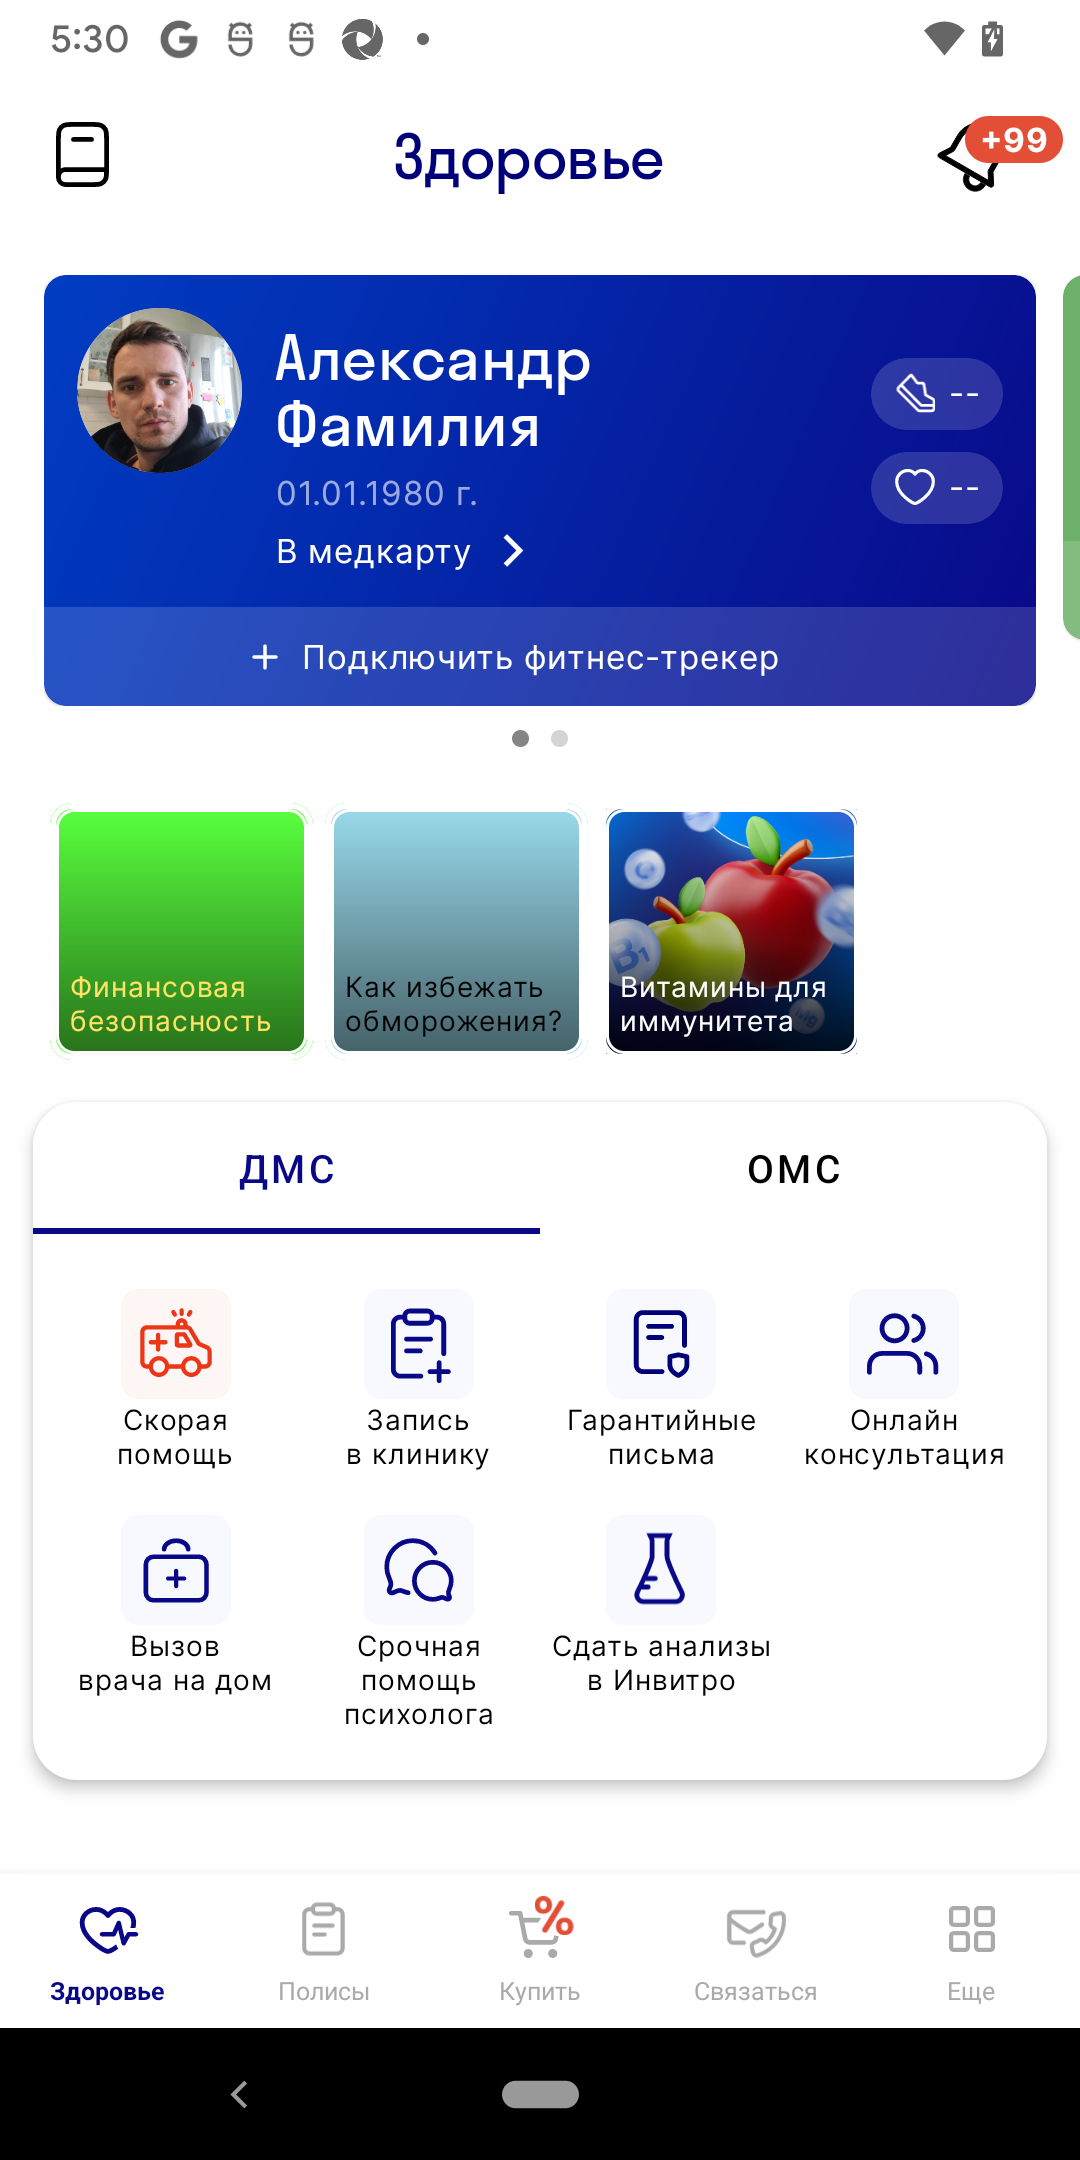 5:30
Здоровье
+99
Александр
Фамилия
01.01.1980 г.
В медкарту
--
--
+ Подключить фитнес-трекер
Финансовая
безопасность
Как избежать
обморожения?
B1
Mg
Витамины для
иммунитета
ДМС
ОМС
Скорая
помощь
Запись
в клинику
Гарантийные
письма
Онлайн
консультация
Вызов
врача на дом
Срочная
помощь
психолога
Сдать анализы
в Инвитро
%
Здоровье
Полисы
Купить
Связаться
Еще